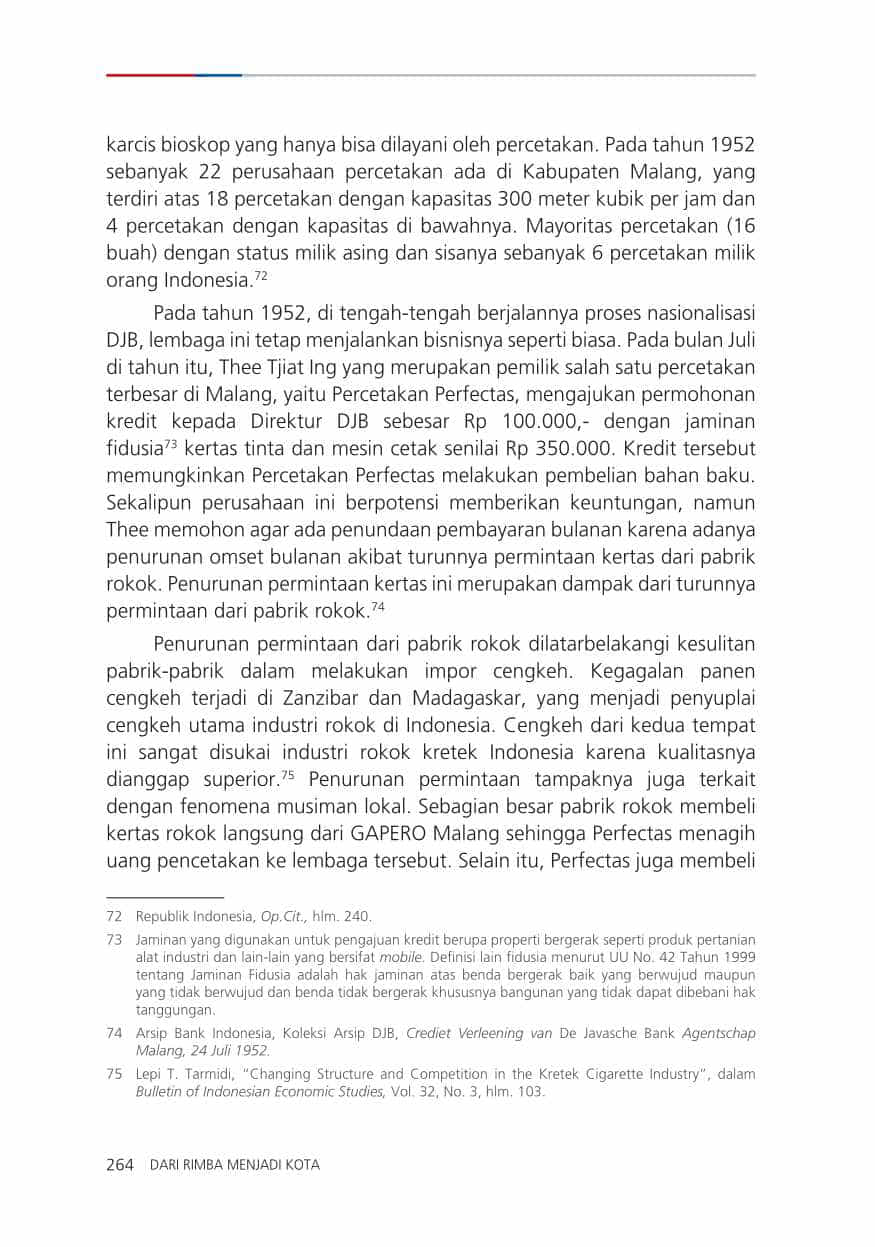 karcis bioskop yang hanya bisa dilayani oleh percetakan. Pada tahun 1952
sebanyak 22 perusahaan percetakan ada di Kabupaten Malang, yang
terdiri atas 18 percetakan dengan kapasitas 300 meter kubik per jam dan
4 percetakan dengan kapasitas di bawahnya. Mayoritas percetakan (16
buah) dengan status milik asing dan sisanya sebanyak 6 percetakan milik
orang Indonesia.72
Pada tahun 1952, di tengah-tengah berjalannya proses nasionalisasi
DJB, lembaga ini tetap menjalankan bisnisnya seperti biasa. Pada bulan Juli
di tahun itu, Thee Tjiat Ing yang merupakan pemilik salah satu percetakan
terbesar di Malang, yaitu Percetakan Perfectas, mengajukan permohonan
kredit kepada Direktur DJB sebesar Rp 100.000,- dengan jaminan
fidusia73 kertas tinta dan mesin cetak senilai Rp 350.000. Kredit tersebut
memungkinkan Percetakan Perfectas melakukan pembelian bahan baku.
Sekalipun perusahaan ini berpotensi memberikan keuntungan, namun
Thee memohon agar ada penundaan pembayaran bulanan karena adanya
penurunan omset bulanan akibat turunnya permintaan kertas dari pabrik
rokok. Penurunan permintaan kertas ini merupakan dampak dari turunnya
permintaan dari pabrik rokok.74
Penurunan permintaan dari pabrik rokok dilatarbelakangi kesulitan
pabrik-pabrik dalam melakukan impor cengkeh. Kegagalan panen
cengkeh terjadi di Zanzibar dan Madagaskar, yang menjadi penyuplai
cengkeh utama industri rokok di Indonesia. Cengkeh dari kedua tempat
ini sangat disukai industri rokok kretek Indonesia karena kualitasnya
dianggap superior.75 Penurunan permintaan tampaknya juga terkait
dengan fenomena musiman lokal. Sebagian besar pabrik rokok membeli
kertas rokok langsung dari GAPERO Malang sehingga Perfectas menagih
uang pencetakan ke lembaga tersebut. Selain itu, Perfectas juga membeli
72 Republik Indonesia, Op.Cit., hlm. 240.
73 Jaminan yang digunakan untuk pengajuan kredit berupa properti bergerak seperti produk pertanian
alat industri dan lain-lain yang bersifat mobile. Definisi lain fidusia menurut UU No. 42 Tahun 1999
tentang Jaminan Fidusia adalah hak jaminan atas benda bergerak baik yang berwujud maupun
yang tidak berwujud dan benda tidak bergerak khususnya bangunan yang tidak dapat dibebani hak
tanggungan.
74 Arsip Bank Indonesia, Koleksi Arsip DJB, Crediet Verleening van De Javasche Bank Agentschap
Malang, 24 Juli 1952.
75 Lepi T. Tarmidi, “Changing Structure and Competition in the Kretek Cigarette Industry”, dalam
Bulletin of Indonesian Economic Studies, Vol. 32, No. 3, hlm. 103.
264 DARI RIMBA MENJADI KOTA